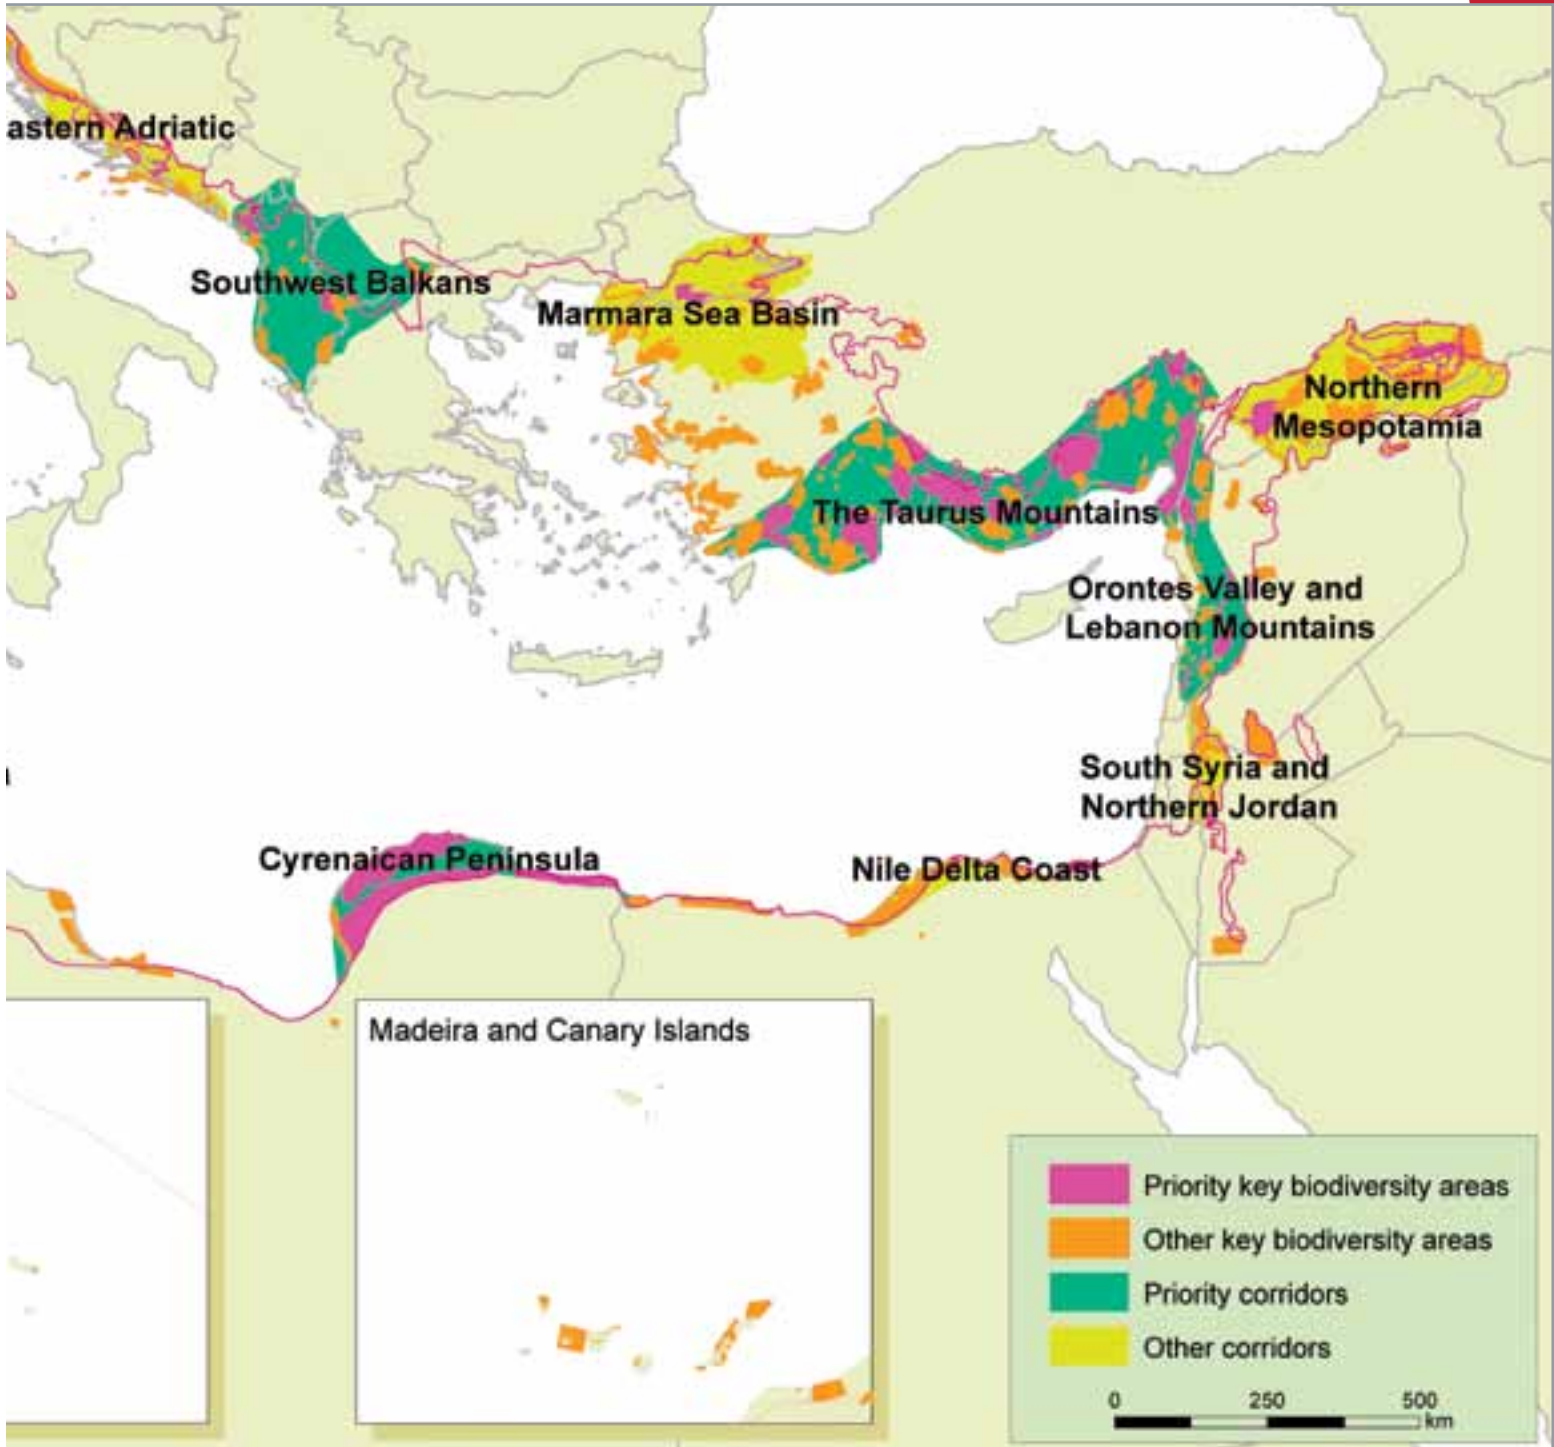 astern Adriatic
Southwest Balkans
Marmara Sea Basin
Northern
Mesopotamia
The Taurus Mountains
Orontes Valley and
Lebanon Mountains
South Syria and
Northern Jordan
Cyrenaican Peninsula
Nile Delta Coast
Madeira and Canary Islands
Priority key biodiversity areas
Other key biodiversity areas
Priority corridors
Other corridors
0 250 500
km